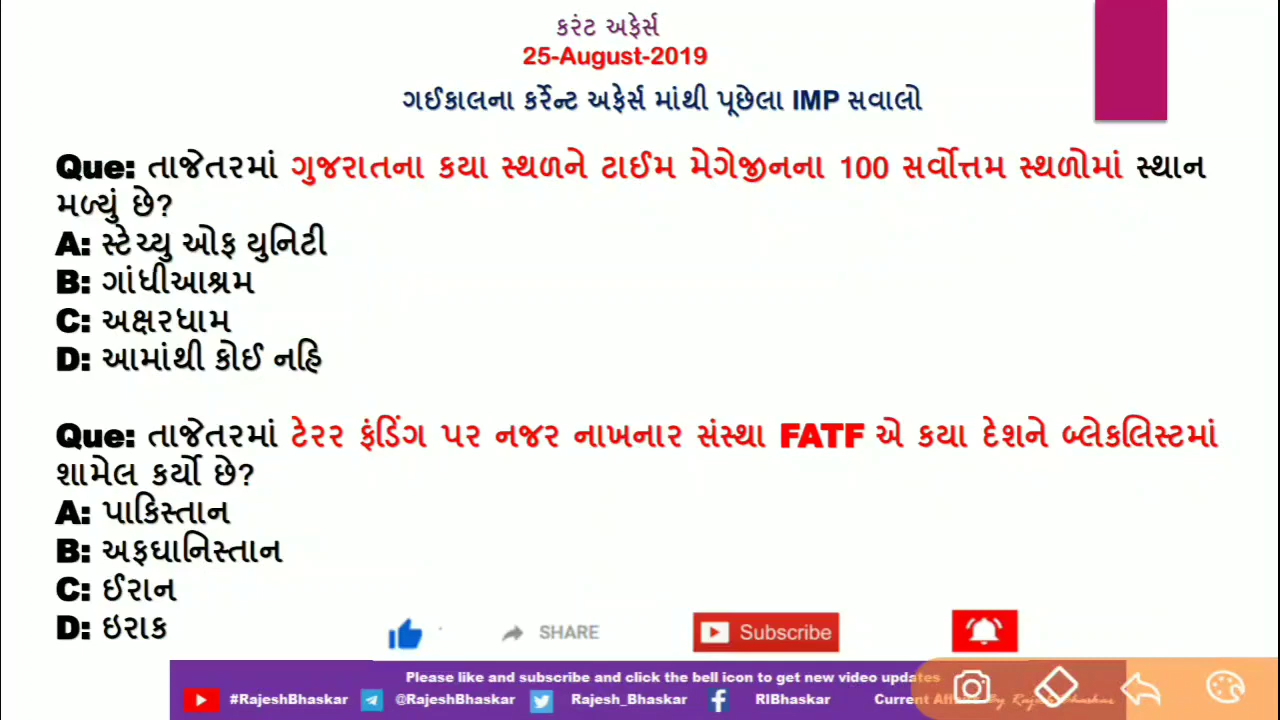 કરંટ અફેર્સ
25-August-2019
ગઈકાલના કર્રેન્ટ અફેર્સ માંથી પૂછેલા IMP સવાલો
Que: તાજેતરમાં ગુજરાતના કયા સ્થળને ટાઈમ મેગેજીનના 100 સર્વોત્તમ સ્થળોમાં સ્થાન
મળ્યું છે?
A: સ્ટેચ્યુ ઓફ યુનિટી
B: ગાંધીઆશ્રમ
C: અક્ષરધામ
D: આમાંથી કોઈ નહિ
Que: તાજેતરમાં ટેરર ફંડિંગ પર નજર નાખનાર સંસ્થા FATF એ કયા દેશને બ્લેકલિસ્ટમાં
શામેલ કર્યો છે?
A: પાકિસ્તાન
B: અફઘાનિસ્તાન
C: ઈરાન
D: ઇરાક
SHARE Subscribe
Please like and subscribe and click the bell icon to get new video updates
#RajeshBhaskar @RajeshBhaskar Rajesh_Bhaskar RIBhaskar Current By Bhaskar